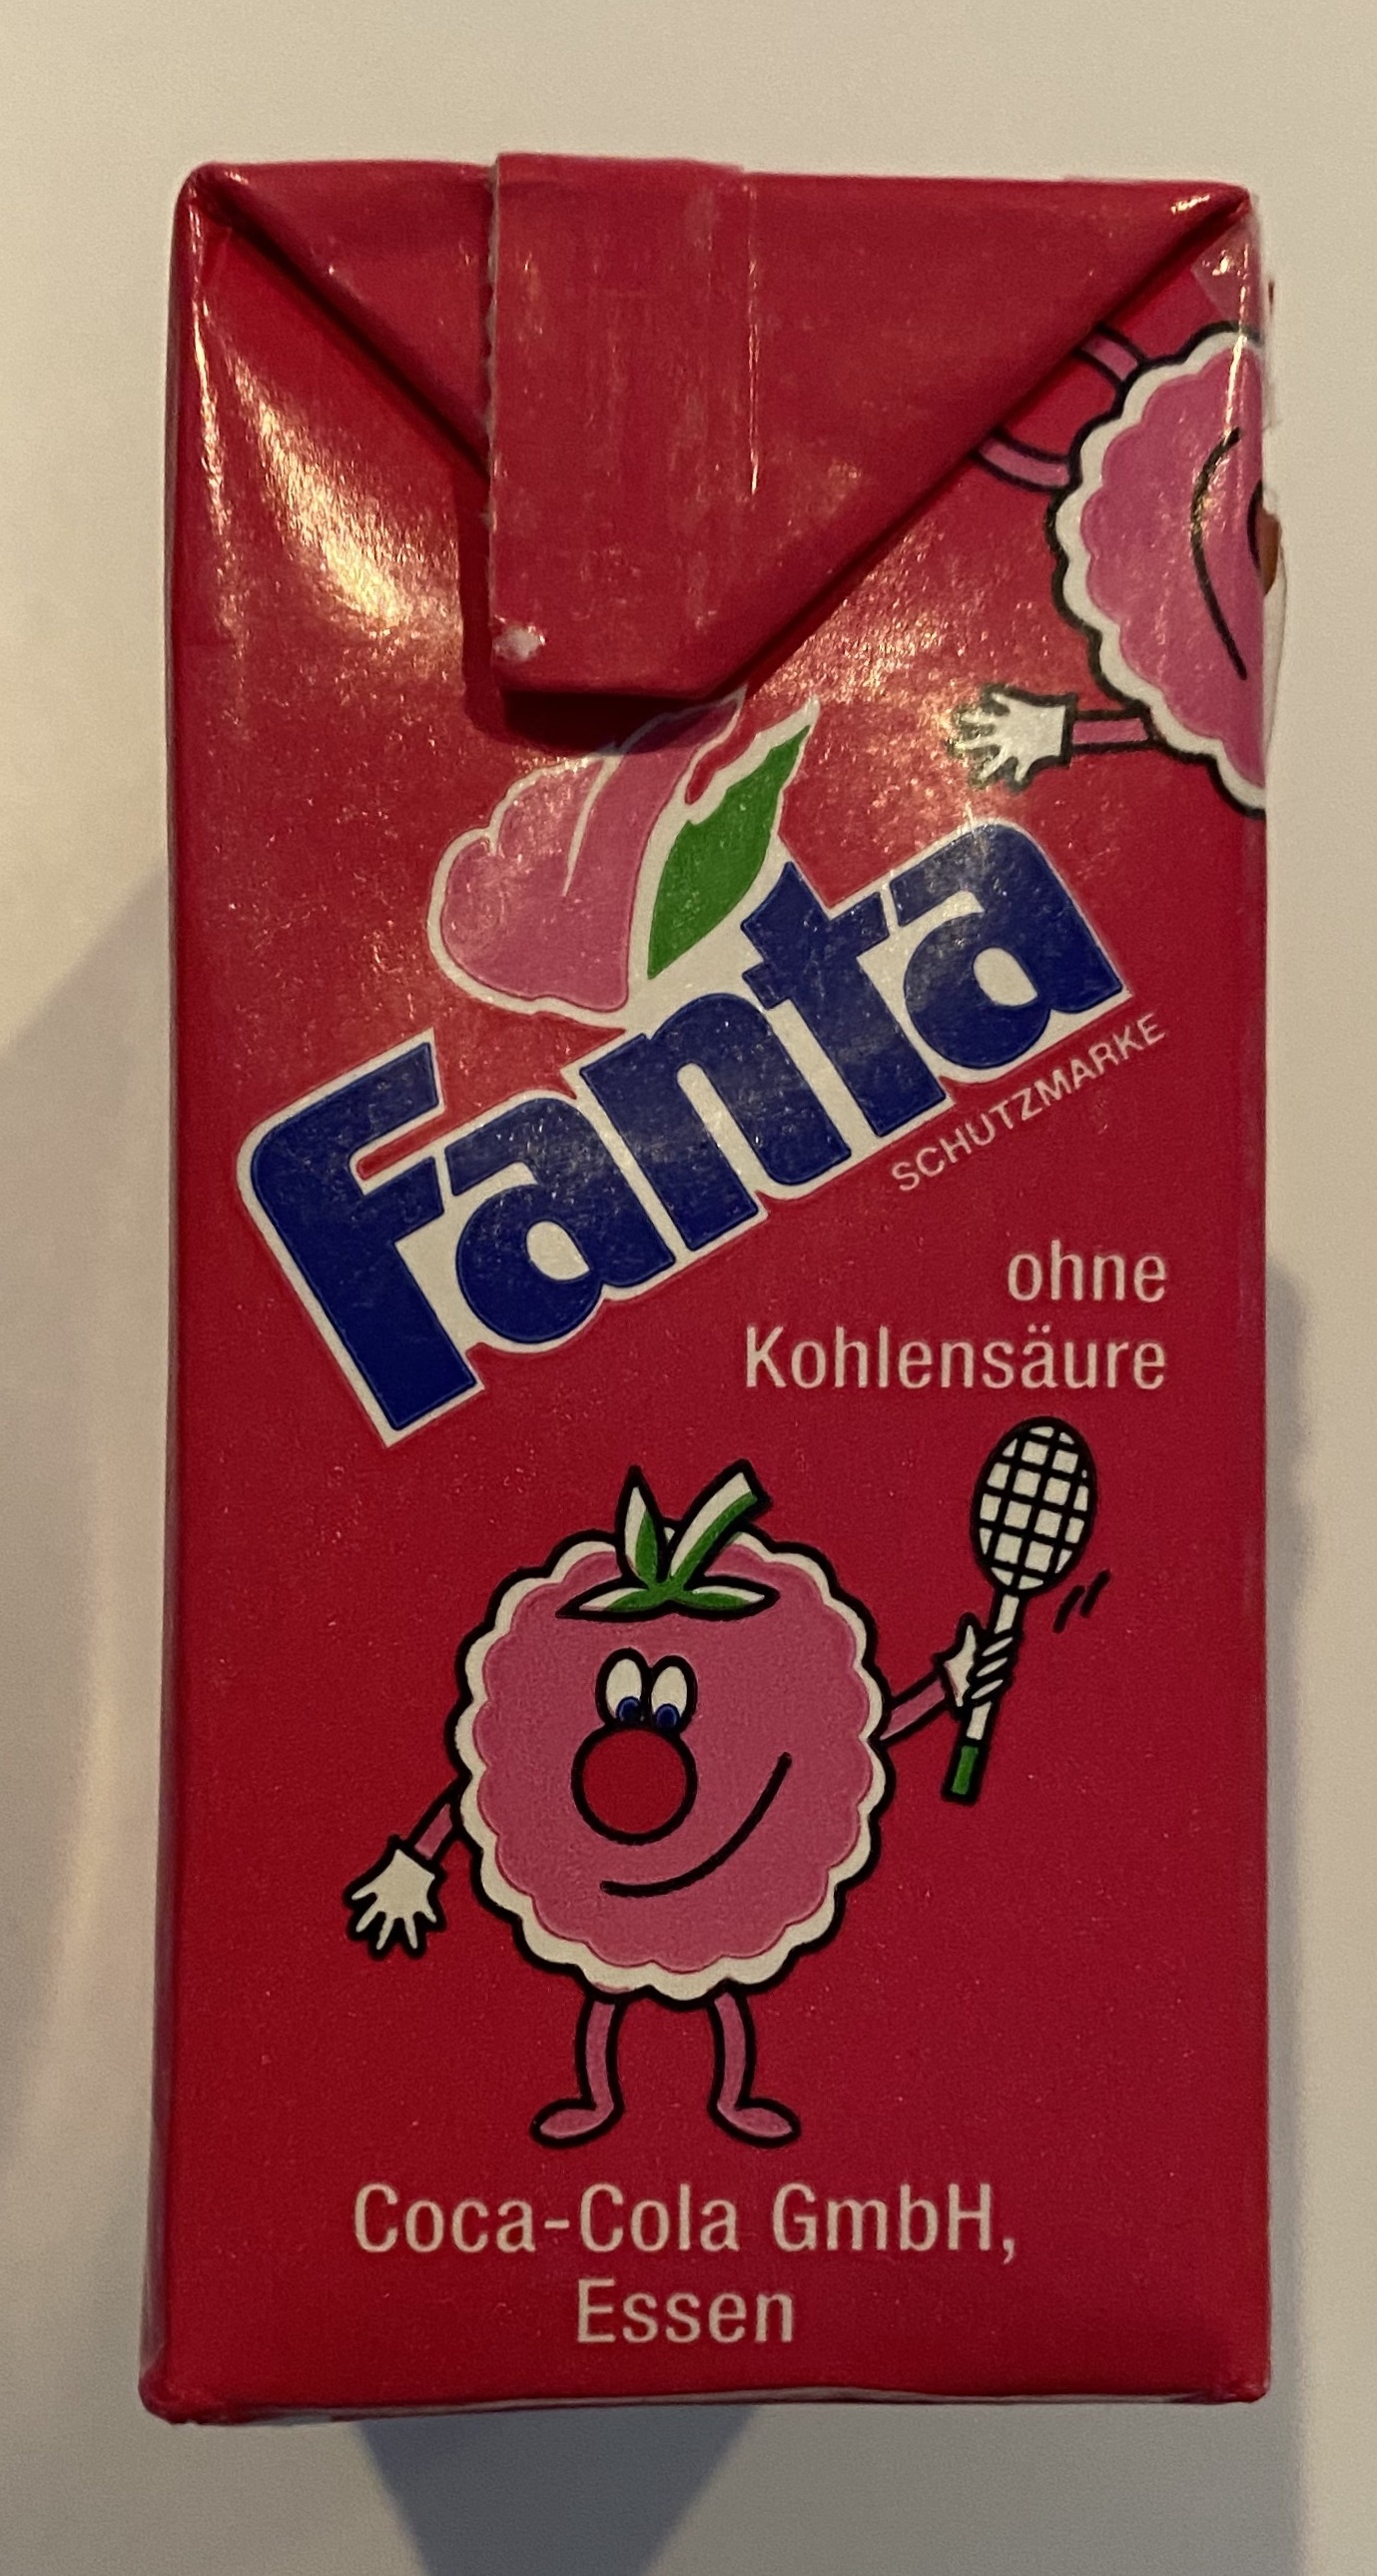 Fanta
SCHUTZMARKE
ohne
Kohlensäure
Coca-Cola GmbH,
Essen